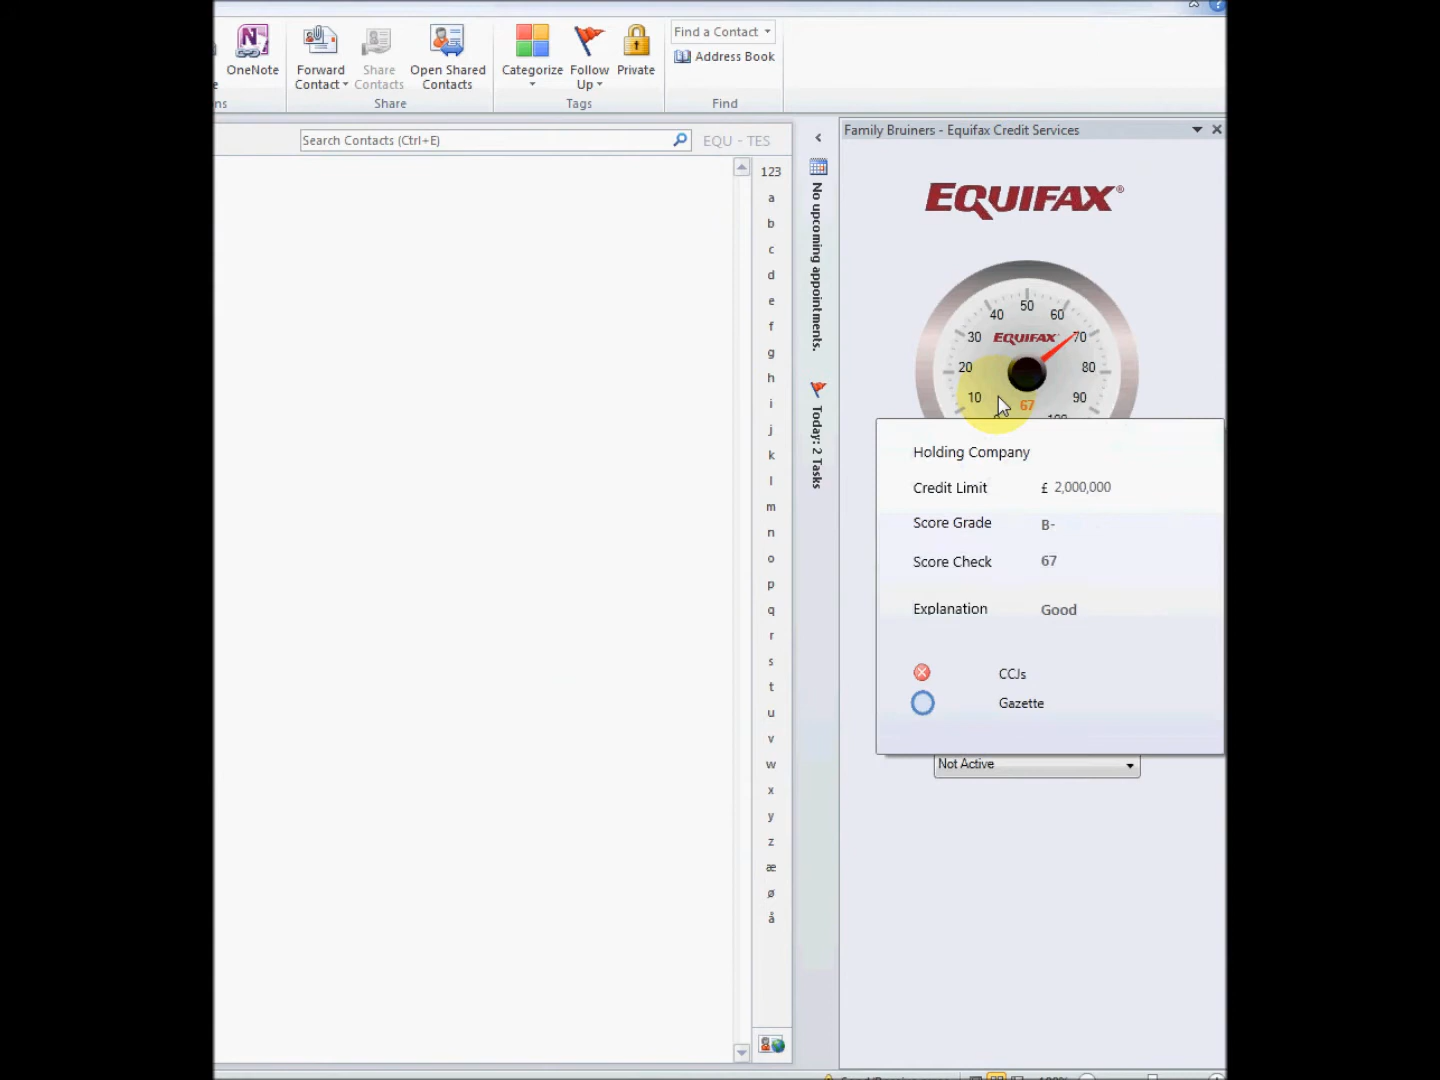 OneNote
Forward
Contact
Share
Contacts
Open Shared
Contacts
Share
Categorize
Follow
Up
Private
Tags
Find a Contact
Address Book
Find
Search Contacts (Ctrl+E)
EQU - TES
123
a
b
c
d
e
f
g
h
i
j
k
l
m
n
o
p
q
r
s
t
u
v
w
x
y
z
æ
ø
å
No upcoming appointments.
Today: 2 Tasks
Family Bruiners - Equifax Credit Services
EQUIFAX®
10
20
30
40
50
60
70
80
90
EQUIFAX
67
Holding Company
Credit Limit £ 2,000,000
Score Grade B-
Score Check 67
Explanation Good
CCJs
Gazette
Not Active